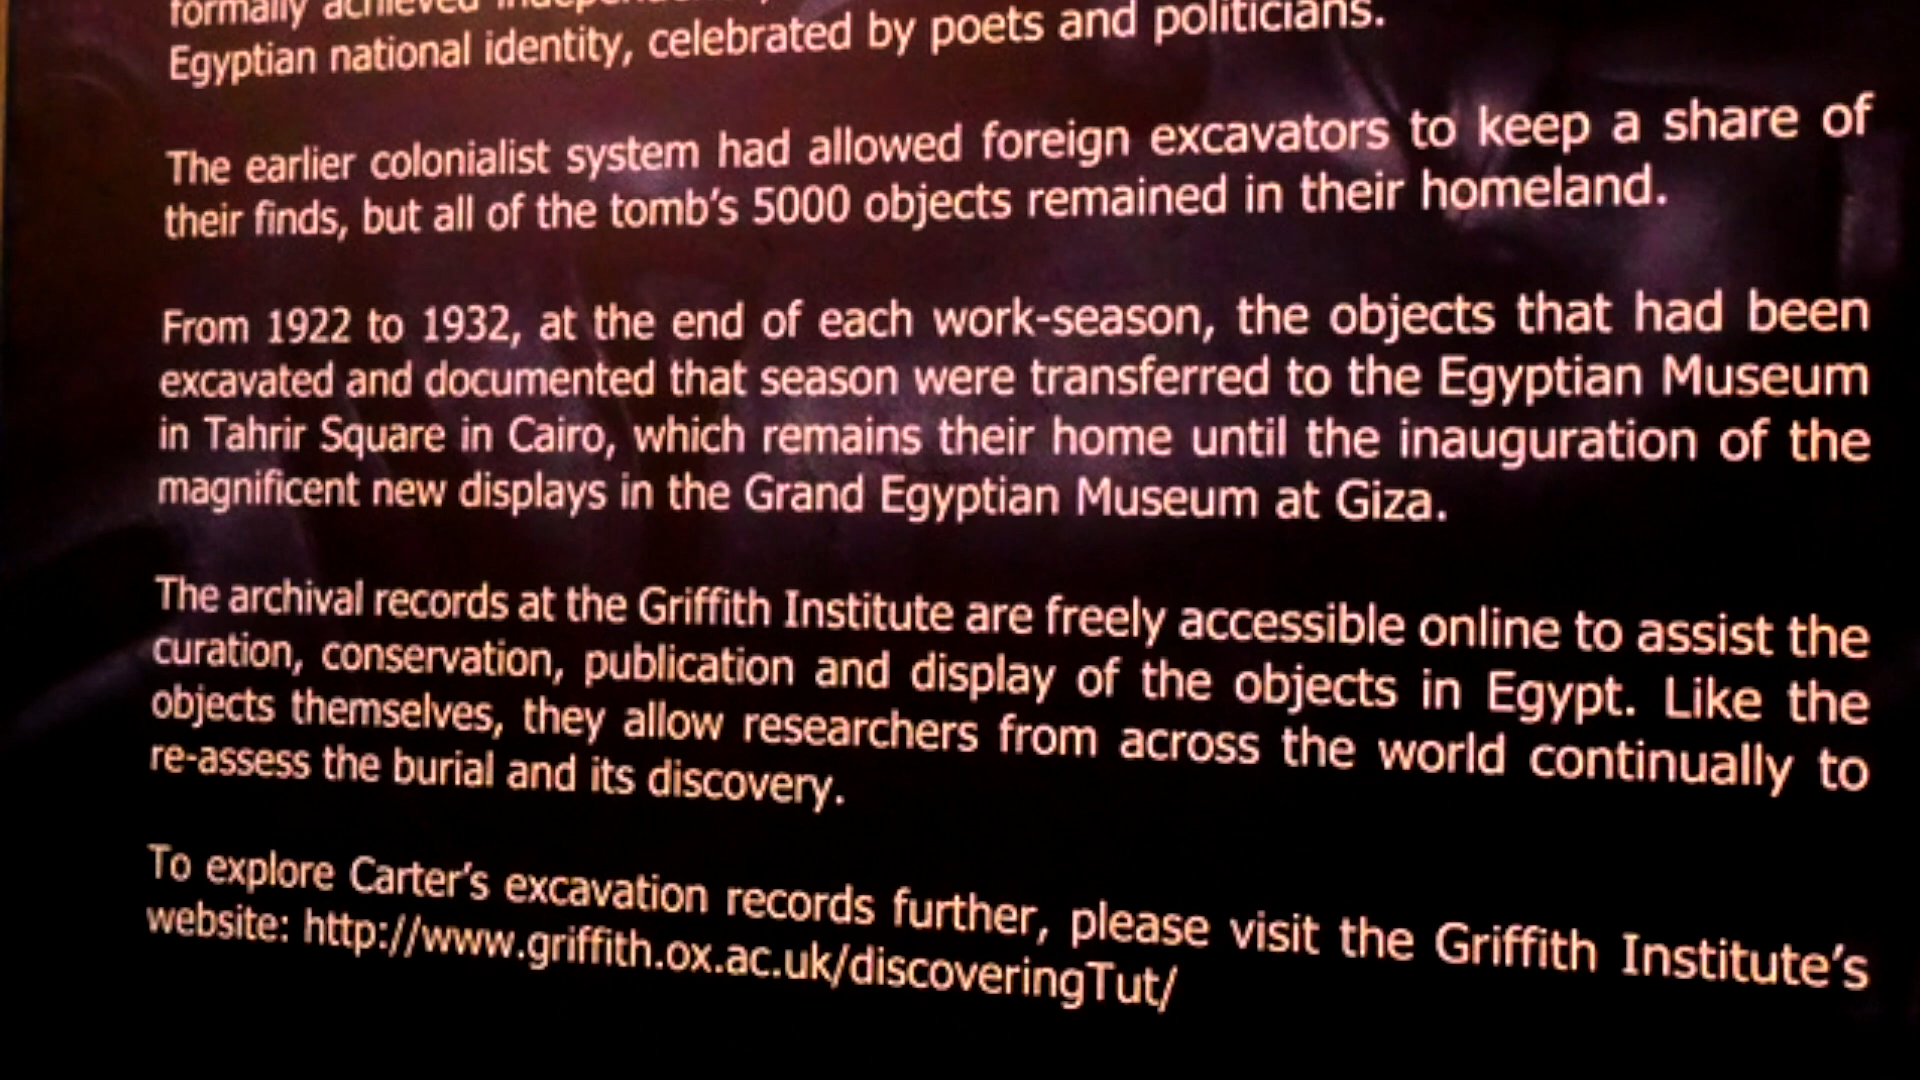 formally achieved
Egyptian national identity, celebrated by poets and politicians.
The earlier colonialist system had allowed foreign excavators to keep a share of
their finds, but all of the tomb’s 5000 objects remained in their homeland.
From 1922 to 1932, at the end of each work-season, the objects that had been
excavated and documented that season were transferred to the Egyptian Museum
in Tahrir Square in Cairo, which remains their home until the inauguration of the
magnificent new displays in the Grand Egyptian Museum at Giza.
The archival records at the Griffith Institute are freely accessible online to assist the
curation, conservation, publication and display of the objects in Egypt. Like the
objects themselves, they allow researchers from across the world continually to
re-assess the burial and its discovery.
To explore Carter’s excavation records further, please visit the Griffith Institute’s
website: http://www.griffith.ox.ac.uk/discoveringTut/